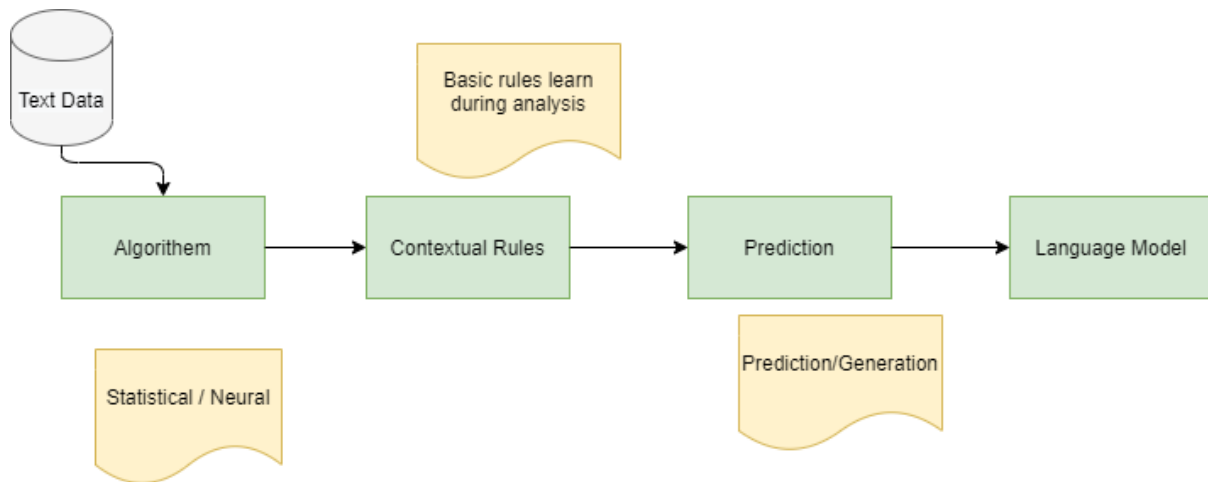 Text Data
Basic rules learn
during analysis
Algorithem
Contextual Rules
Prediction
Language Model
Statistical / Neural
Prediction/Generation